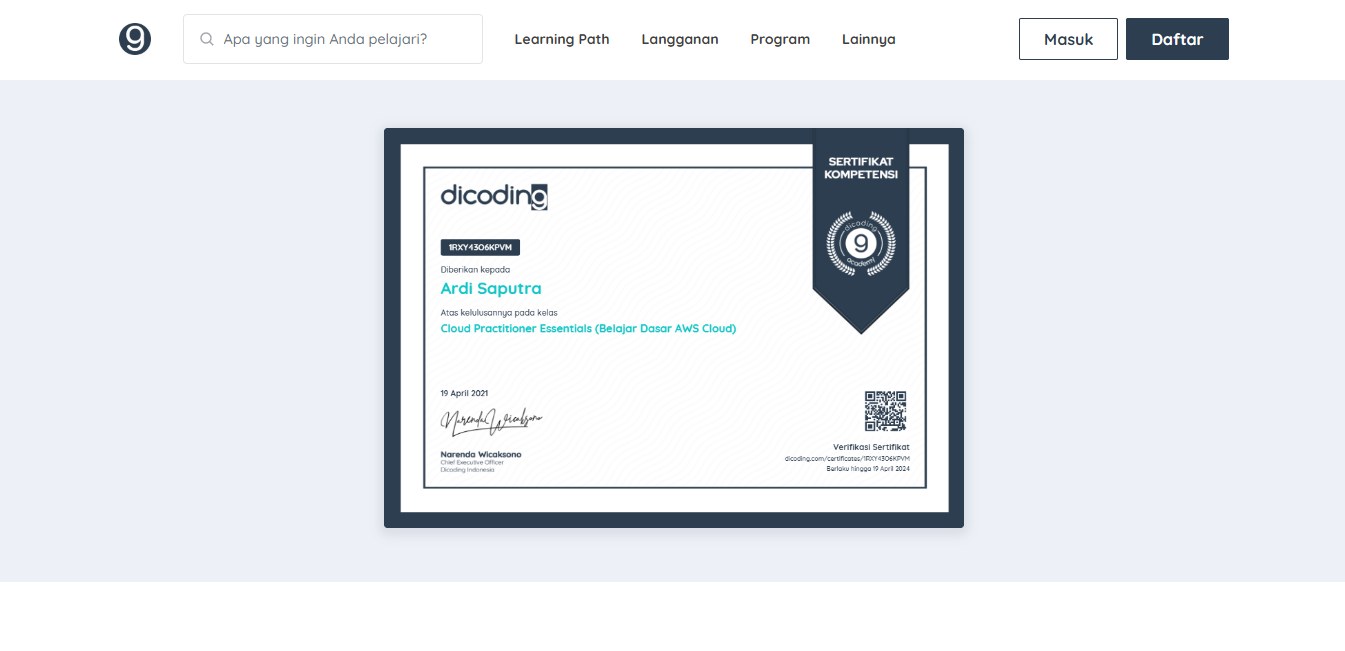 9
Apa yang ingin Anda pelajari?
Learning Path
Langganan
Program
Lainnya
Masuk
Daftar
SERTIFIKAT
KOMPETENSI
dicoding
dicoding
9
academy
1RXY43O6KPVM
Diberikan kepada
Ardi Saputra
Atas kelulusannya pada kelas
Cloud Practitioner Essentials (Belajar Dasar AWS Cloud)
19 April 2021
Narenda Wicaksono
Narenda Wicaksono
Chief Executive Officer
Dicoding Indonesia
Verifikasi Sertifikat
dicoding.com/certificates/1RXY43O6KPVM
Berlaku hingga 19 April 2024